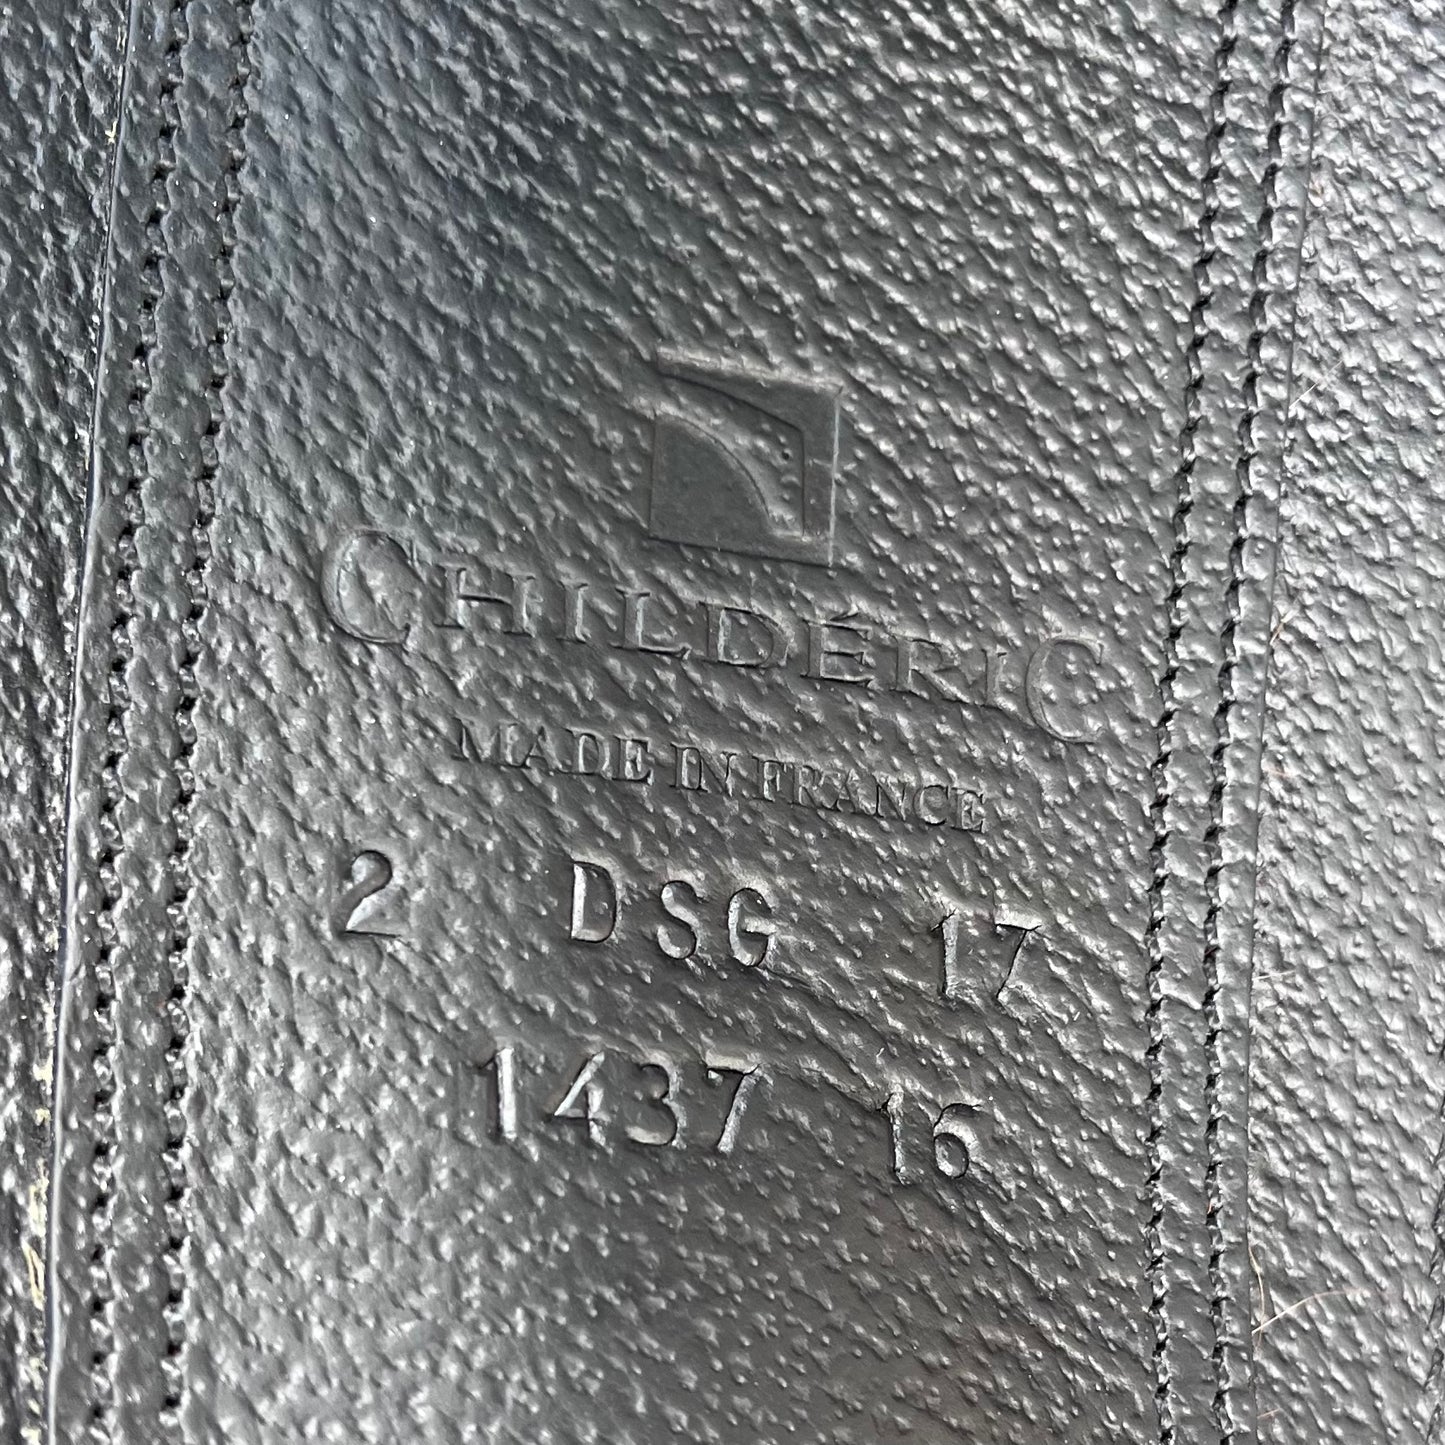 CHILDÉRIC
MADE IN FRANCE
2 DSG 17
1437 16